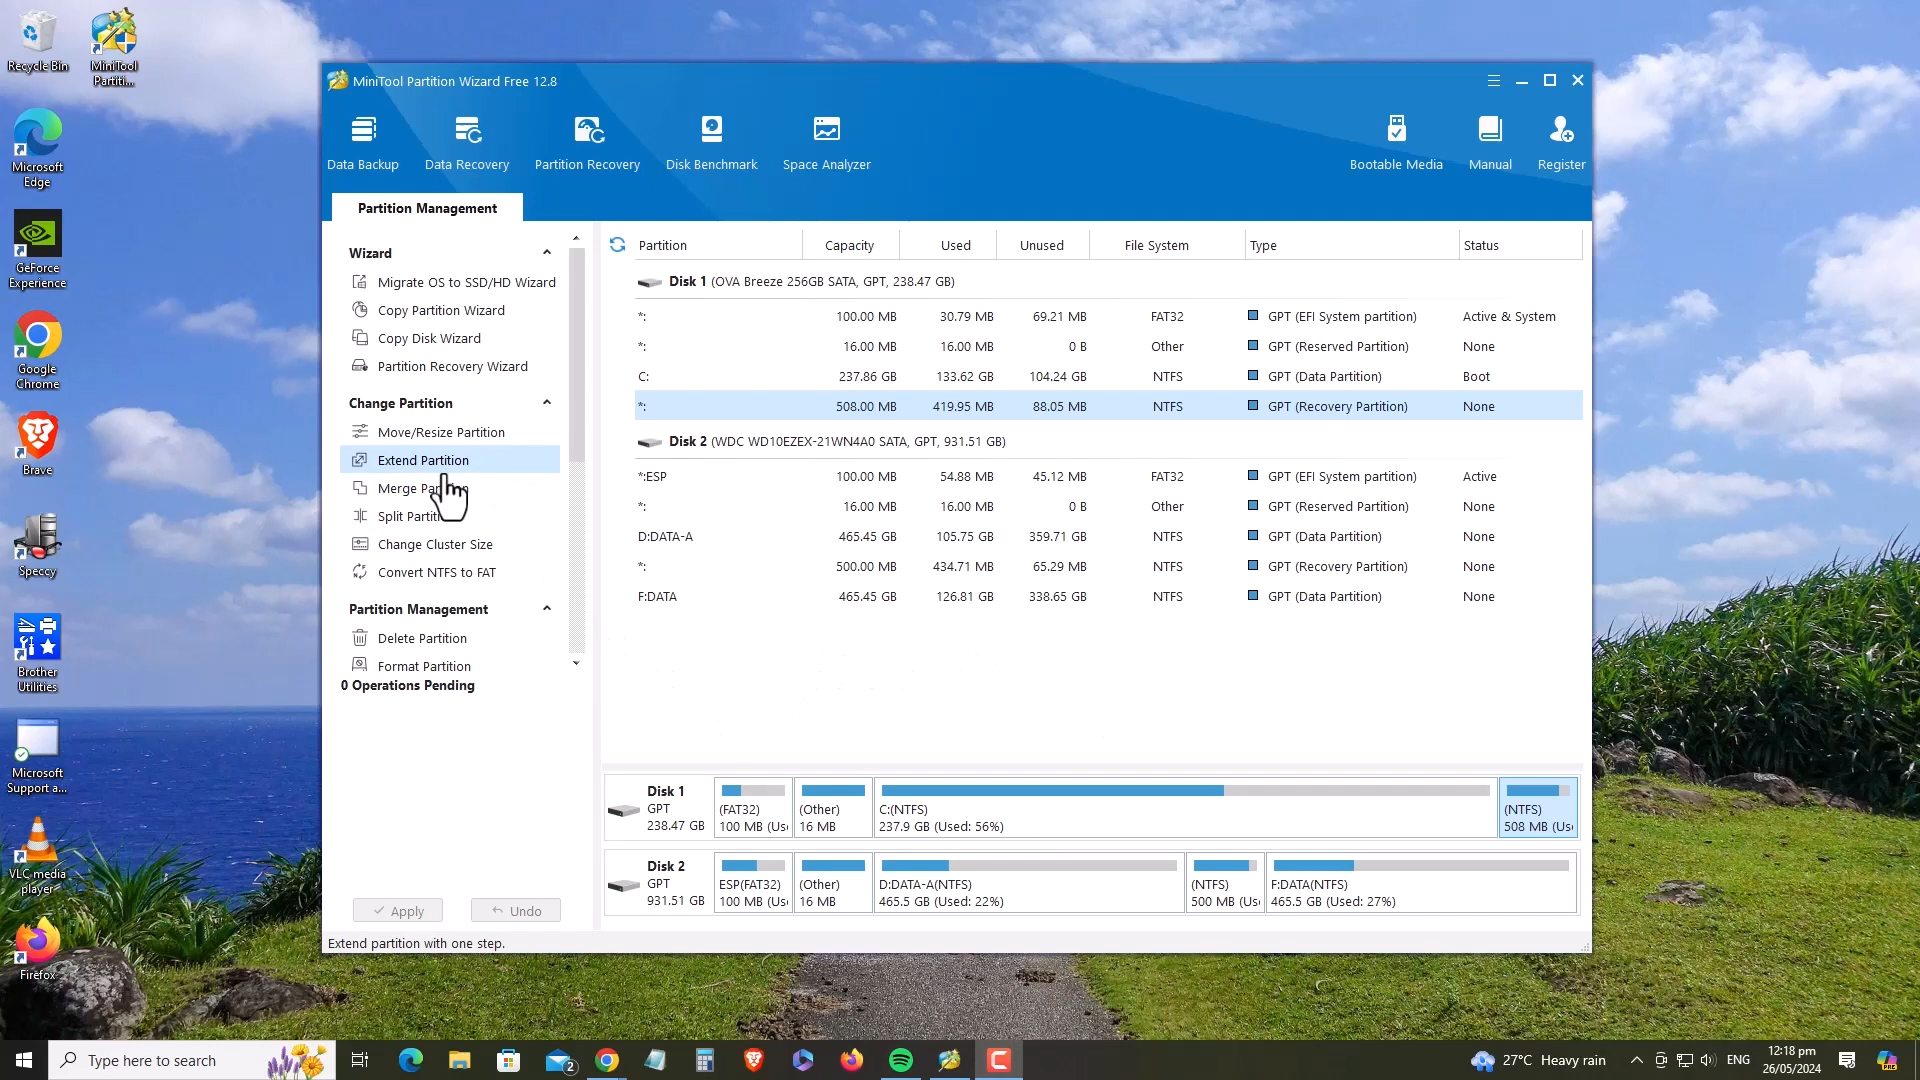 Recycle Bin
MiniTool
Partiti...
Microsoft
Edge
GeForce
Experience
Google
Chrome
Brave
Speccy
Brother
Utilities
Microsoft
Support a...
VLC media
player
Firefox
MiniTool Partition Wizard Free 12.8
Data Backup
Data Recovery
Partition Recovery
Disk Benchmark
Space Analyzer
Bootable Media
Manual
Register
Partition Management
Wizard
Migrate OS to SSD/HD Wizard
Copy Partition Wizard
Copy Disk Wizard
Partition Recovery Wizard
Change Partition
Move/Resize Partition
Extend Partition
Merge Par
Split Partiti
Change Cluster Size
Convert NTFS to FAT
Partition Management
Delete Partition
Format Partition
0 Operations Pending
Apply
Undo
Extend partition with one step.
Partition Capacity Used Unused File System Type Status
Disk 1 (OVA Breeze 256GB SATA, GPT, 238.47 GB)
*: 100.00 MB 30.79 MB 69.21 MB FAT32 GPT (EFI System partition) Active & System
*: 16.00 MB 16.00 MB 0 B Other GPT (Reserved Partition) None
C: 237.86 GB 133.62 GB 104.24 GB NTFS GPT (Data Partition) Boot
*: 508.00 MB 419.95 MB 88.05 MB NTFS GPT (Recovery Partition) None
Disk 2 (WDC WD10EZEX-21WN4A0 SATA, GPT, 931.51 GB)
*:ESP 100.00 MB 54.88 MB 45.12 MB FAT32 GPT (EFI System partition) Active
*: 16.00 MB 16.00 MB 0 B Other GPT (Reserved Partition) None
D:DATA-A 465.45 GB 105.75 GB 359.71 GB NTFS GPT (Data Partition) None
*: 500.00 MB 434.71 MB 65.29 MB NTFS GPT (Recovery Partition) None
F:DATA 465.45 GB 126.81 GB 338.65 GB NTFS GPT (Data Partition) None
Disk 1
GPT
238.47 GB
(FAT32)
100 MB (Us
(Other)
16 MB
C:(NTFS)
237.9 GB (Used: 56%)
(NTFS)
508 MB (Us
Disk 2
GPT
931.51 GB
ESP(FAT32)
100 MB (Us
(Other)
16 MB
D:DATA-A(NTFS)
465.5 GB (Used: 22%)
(NTFS)
500 MB (Us
F:DATA(NTFS)
465.5 GB (Used: 27%)
Type here to search
2
27°C Heavy rain
ENG
12:18 pm
26/05/2024
PRE